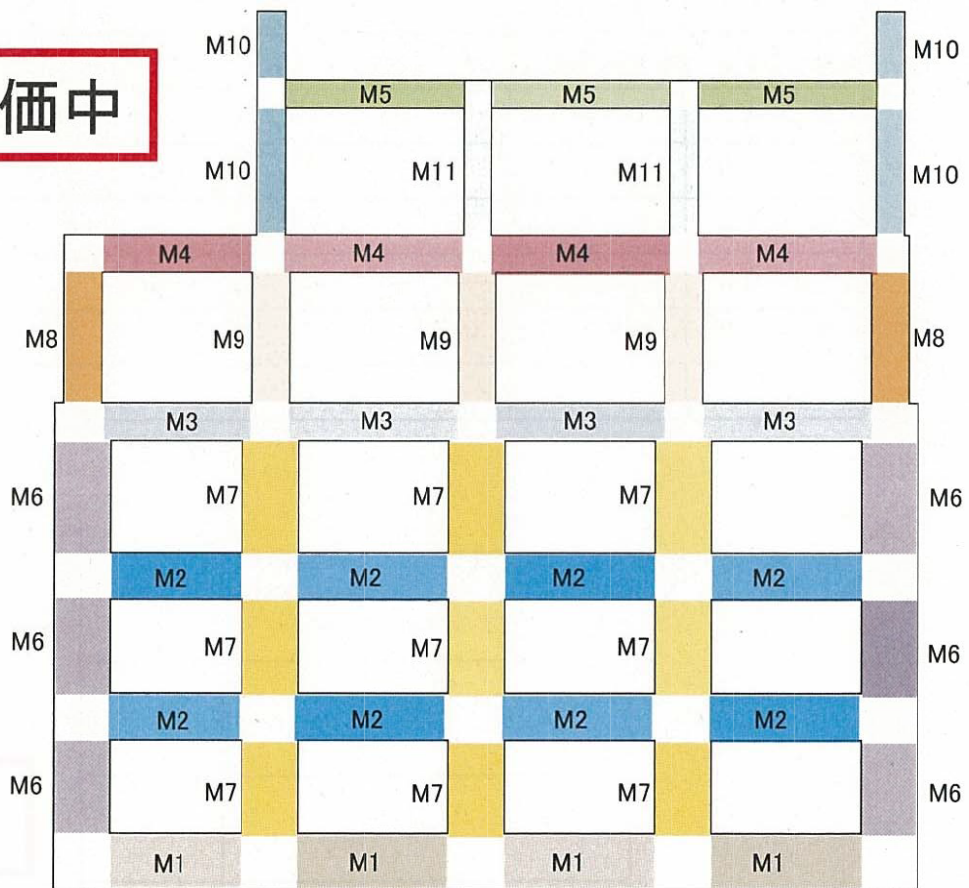 M10 M10
M5 M5 M5
価中
M10 M11 M11 M10
M4 M4 M4 M4
M8 M9 M9 M9 M8
M3 M3 M3 M3
M6 M7 M7 M7 M6
M2 M2 M2 M2
M6 M7 M7 M7 M6
M2 M2 M2 M2
M6 M7 M7 M7 M6
M1 M1 M1 M1